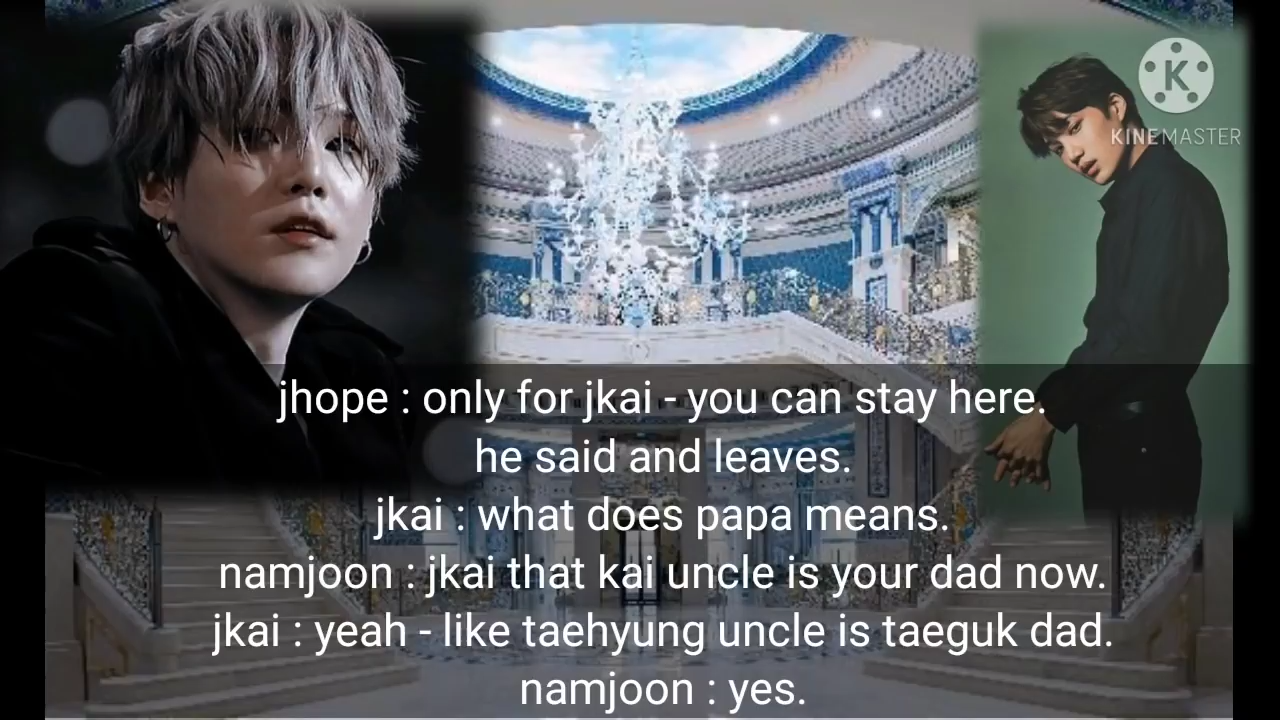 K
KINEMASTER
jhope : only for jkai - you can stay here.
he said and leaves.
jkai : what does papa means.
namjoon : jkai that kai uncle is your dad now.
jkai : yeah - like taehyung uncle is taeguk dad.
namjoon : yes.